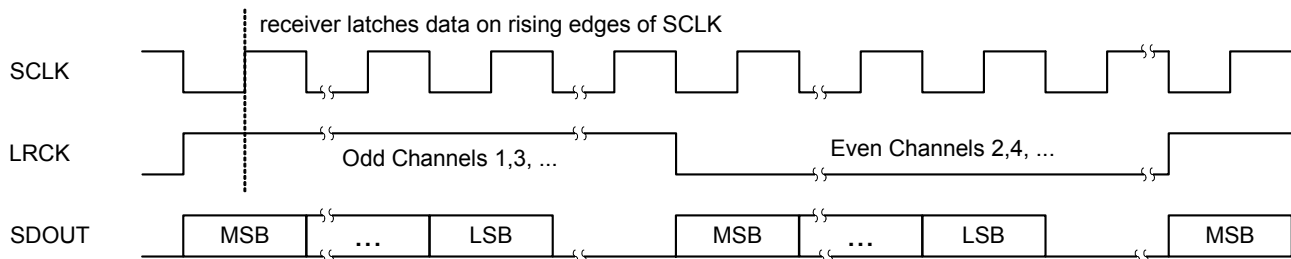 receiver latches data on rising edges of SCLK
SCLK
LRCK
Odd Channels 1,3, ...
Even Channels 2,4, ...
SDOUT
MSB
...
LSB
MSB
...
LSB
MSB